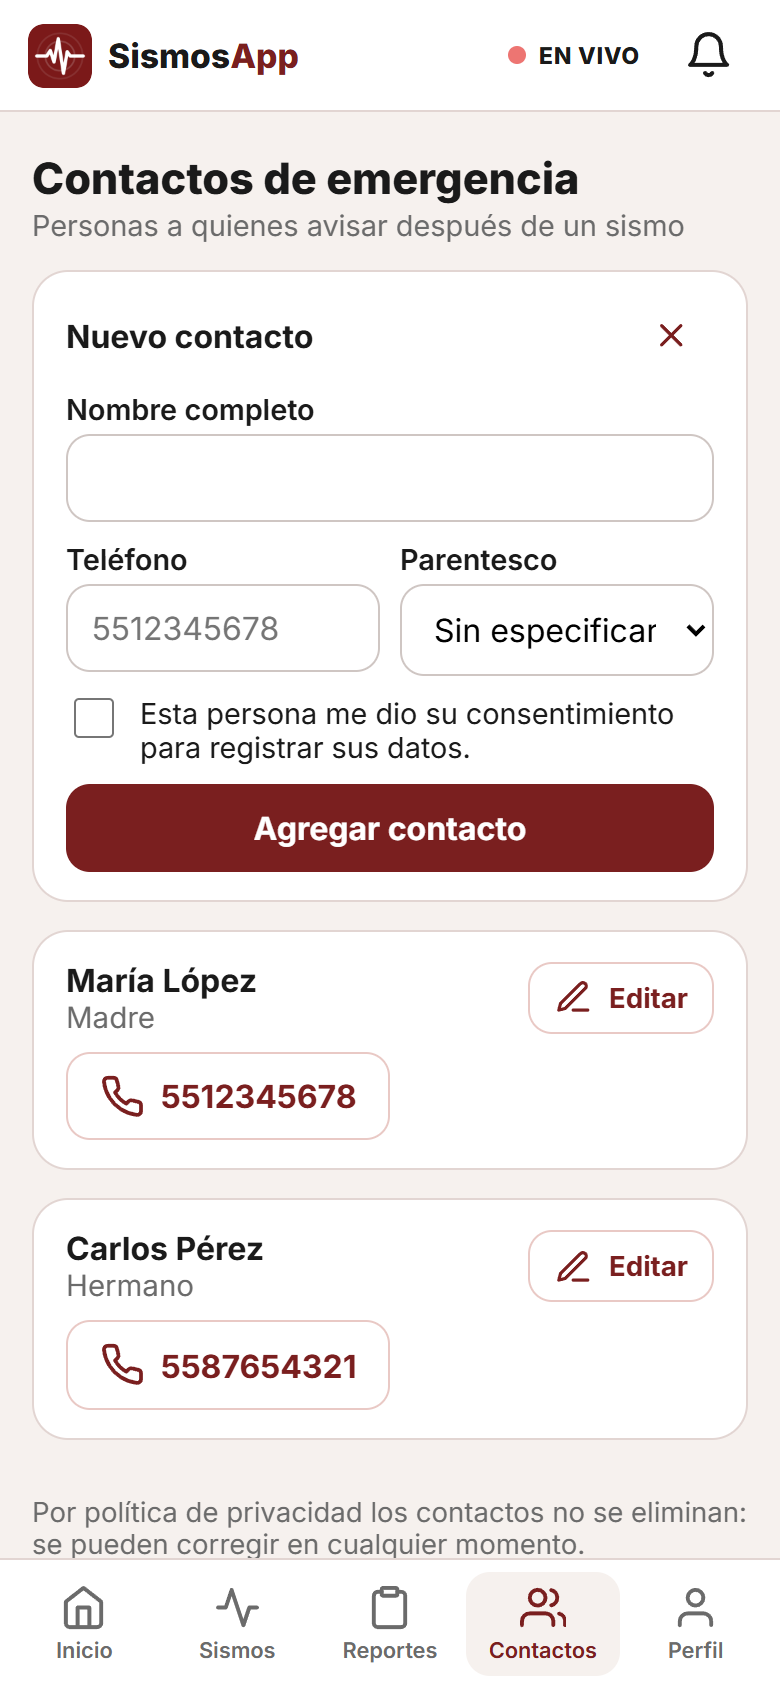 SismosApp
EN VIVO
Contactos de emergencia
Personas a quienes avisar después de un sismo
Nuevo contacto
Nombre completo
Teléfono
Parentesco
5512345678
Sin especificar
Esta persona me dio su consentimiento
para registrar sus datos.
Agregar contacto
María López
Madre
Editar
5512345678
Carlos Pérez
Hermano
Editar
5587654321
Por política de privacidad los contactos no se eliminan:
se pueden corregir en cualquier momento.
Inicio
Sismos
Reportes
Contactos
Perfil